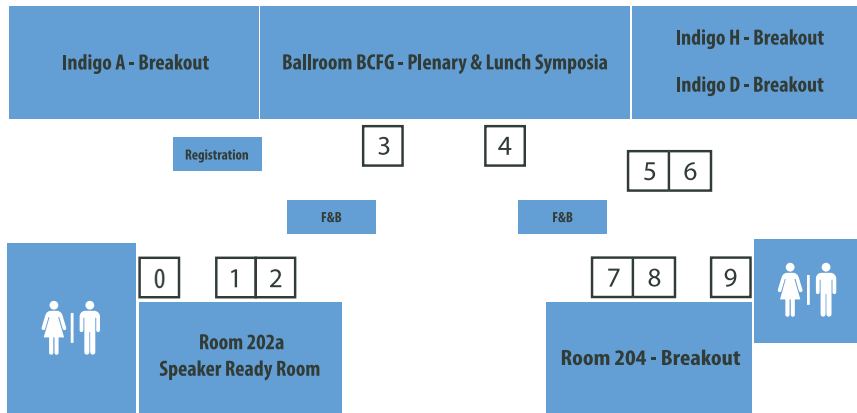 Indigo A - Breakout
Ballroom BCFG - Plenary & Lunch Symposia
Indigo H - Breakout
Indigo D - Breakout
Registration
3
4
5
6
F&B
F&B
0
1
2
7
8
9
Room 202a
Speaker Ready Room
Room 204 - Breakout